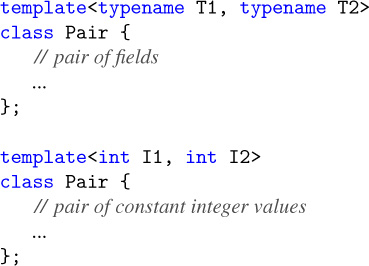 template<typename T1, typename T2>
class Pair {
// pair of fields
...
};
template<int I1, int I2>
class Pair {
// pair of constant integer values
...
};